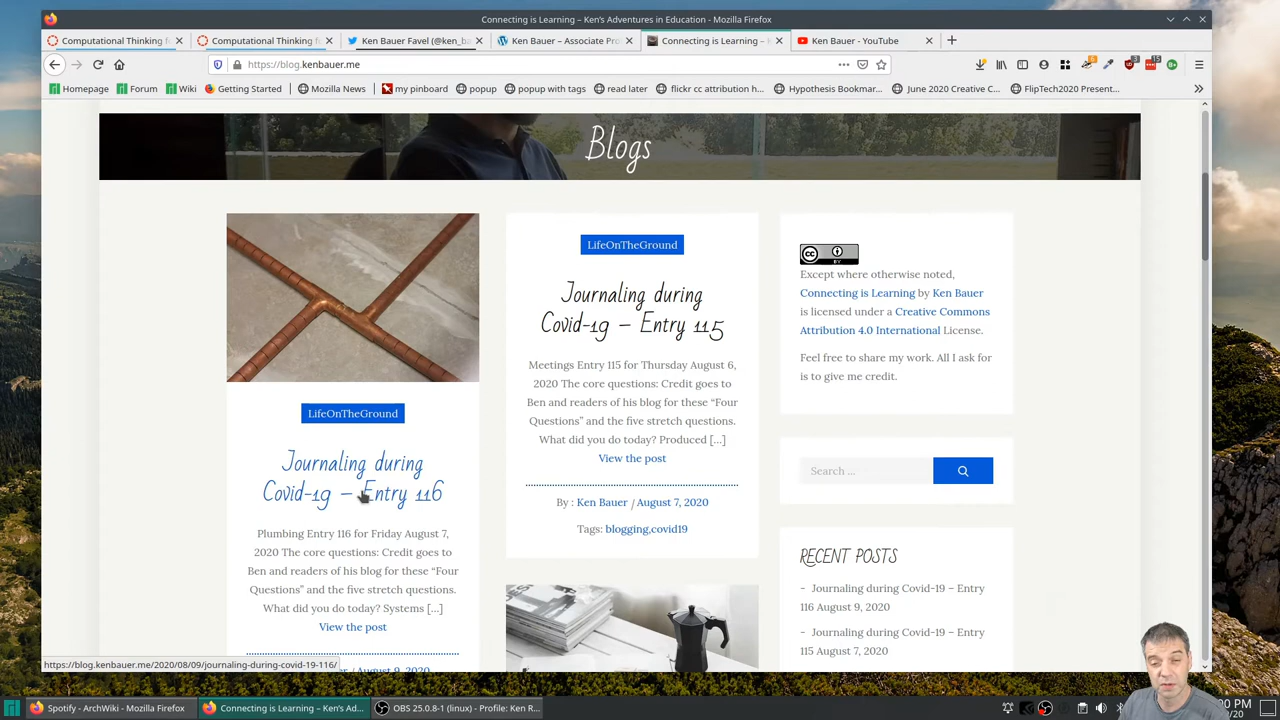 Connecting is Learning – Ken's Adventures in Education - Mozilla Firefox
Computational Thinking f
Computational Thinking f
Ken Bauer Favel (@ken_ba
Ken Bauer – Associate Pro
Connecting is Learning – K
Ken Bauer - YouTube
https://blog.kenbauer.me
Homepage
Forum
Wiki
Getting Started
Mozilla News
my pinboard
popup
popup with tags
read later
flickr cc attribution h...
Hypothesis Bookmar...
June 2020 Creative C...
FlipTech2020 Present...
Blogs
LifeOnTheGround
Journaling during
Covid-19 – Entry 116
Plumbing Entry 116 for Friday August 7,
2020 The core questions: Credit goes to
Ben and readers of his blog for these “Four
Questions” and the five stretch questions.
What did you do today? Systems […]
View the post
August 9, 2020
LifeOnTheGround
Journaling during
Covid-19 – Entry 115
Meetings Entry 115 for Thursday August 6,
2020 The core questions: Credit goes to
Ben and readers of his blog for these “Four
Questions” and the five stretch questions.
What did you do today? Produced […]
View the post
By : Ken Bauer / August 7, 2020
Tags: blogging,covid19
cc
BY
Except where otherwise noted,
Connecting is Learning by Ken Bauer
is licensed under a Creative Commons
Attribution 4.0 International License.
Feel free to share my work. All I ask for
is to give me credit.
Search …
RECENT POSTS
- Journaling during Covid-19 – Entry
116 August 9, 2020
- Journaling during Covid-19 – Entry
115 August 7, 2020
https://blog.kenbauer.me/2020/08/09/journaling-during-covid-19-116/
Spotify - ArchWiki - Mozilla Firefox
Connecting is Learning – Ken's Ad...
OBS 25.0.8-1 (linux) - Profile: Ken R...